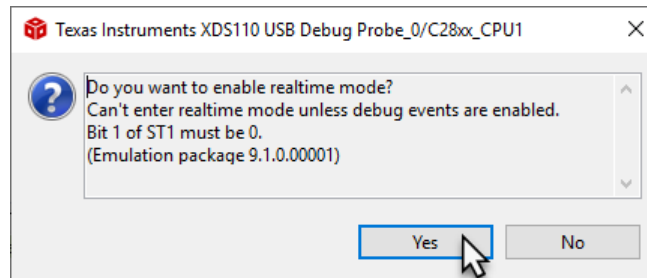 Texas Instruments XDS110 USB Debug Probe_0/C28xx_CPU1
Do you want to enable realtime mode?
Can't enter realtime mode unless debug events are enabled.
Bit 1 of ST1 must be 0.
(Emulation package 9.1.0.00001)
Yes
No